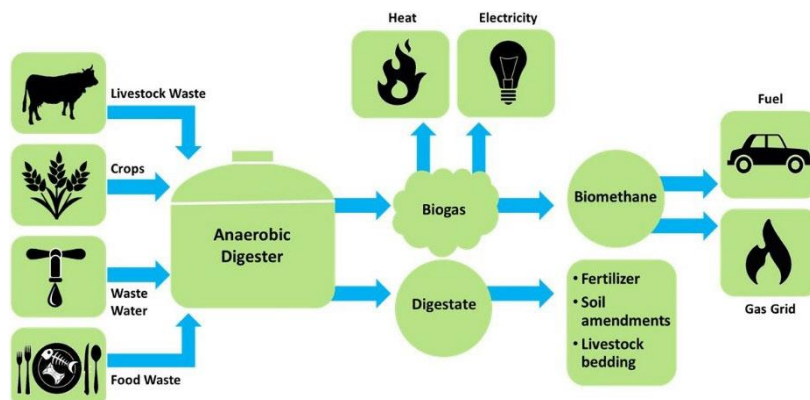 Heat
Electricity
Livestock Waste
Crops
Waste
Water
Food Waste
Anaerobic
Digester
Biogas
Digestate
Biomethane
• Fertilizer
• Soil
amendments
• Livestock
bedding
Fuel
Gas Grid